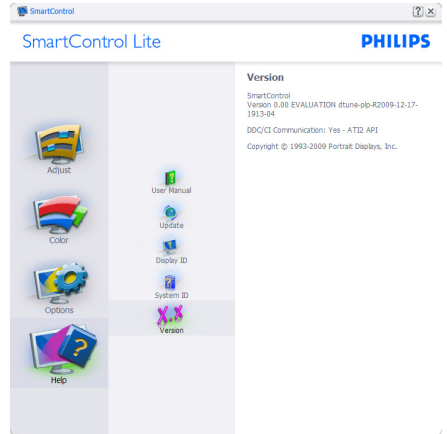 SmartControl
SmartControl Lite
PHILIPS
Adjust
Color
Options
Help
User Manual
Update
Display ID
System ID
X.X
Version
Version
SmartControl
Version 0.00 EVALUATION dtune-plp-R2009-12-17-
1913-04
DDC/CI Communication: Yes - ATI2 API
Copyright © 1993-2009 Portrait Displays, Inc.